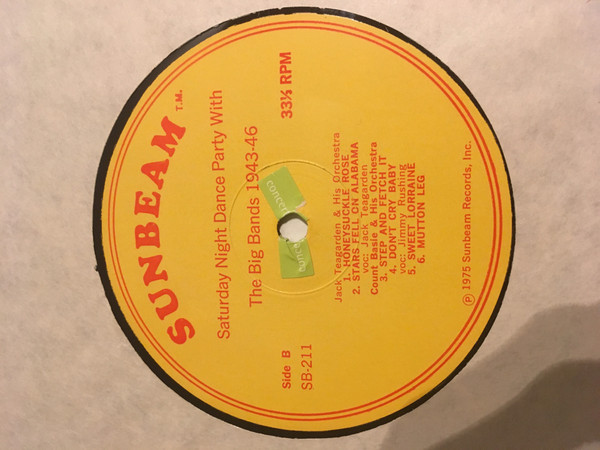 SUNBEAM T.M.
Saturday Night Dance Party With
The Big Bands 1943-46
Side B
SB-211
33⅓ RPM
Jack Teagarden & His Orchestra
1. HONEYSUCKLE ROSE
2. STARS FELL ON ALABAMA
voc: Jack Teagarden
Count Basie & His Orchestra
3. STEP AND FETCH IT
4. DON'T CRY BABY
voc: Jimmy Rushing
5. SWEET LORRAINE
6. MUTTON LEG
℗ 1975 Sunbeam Records, Inc.